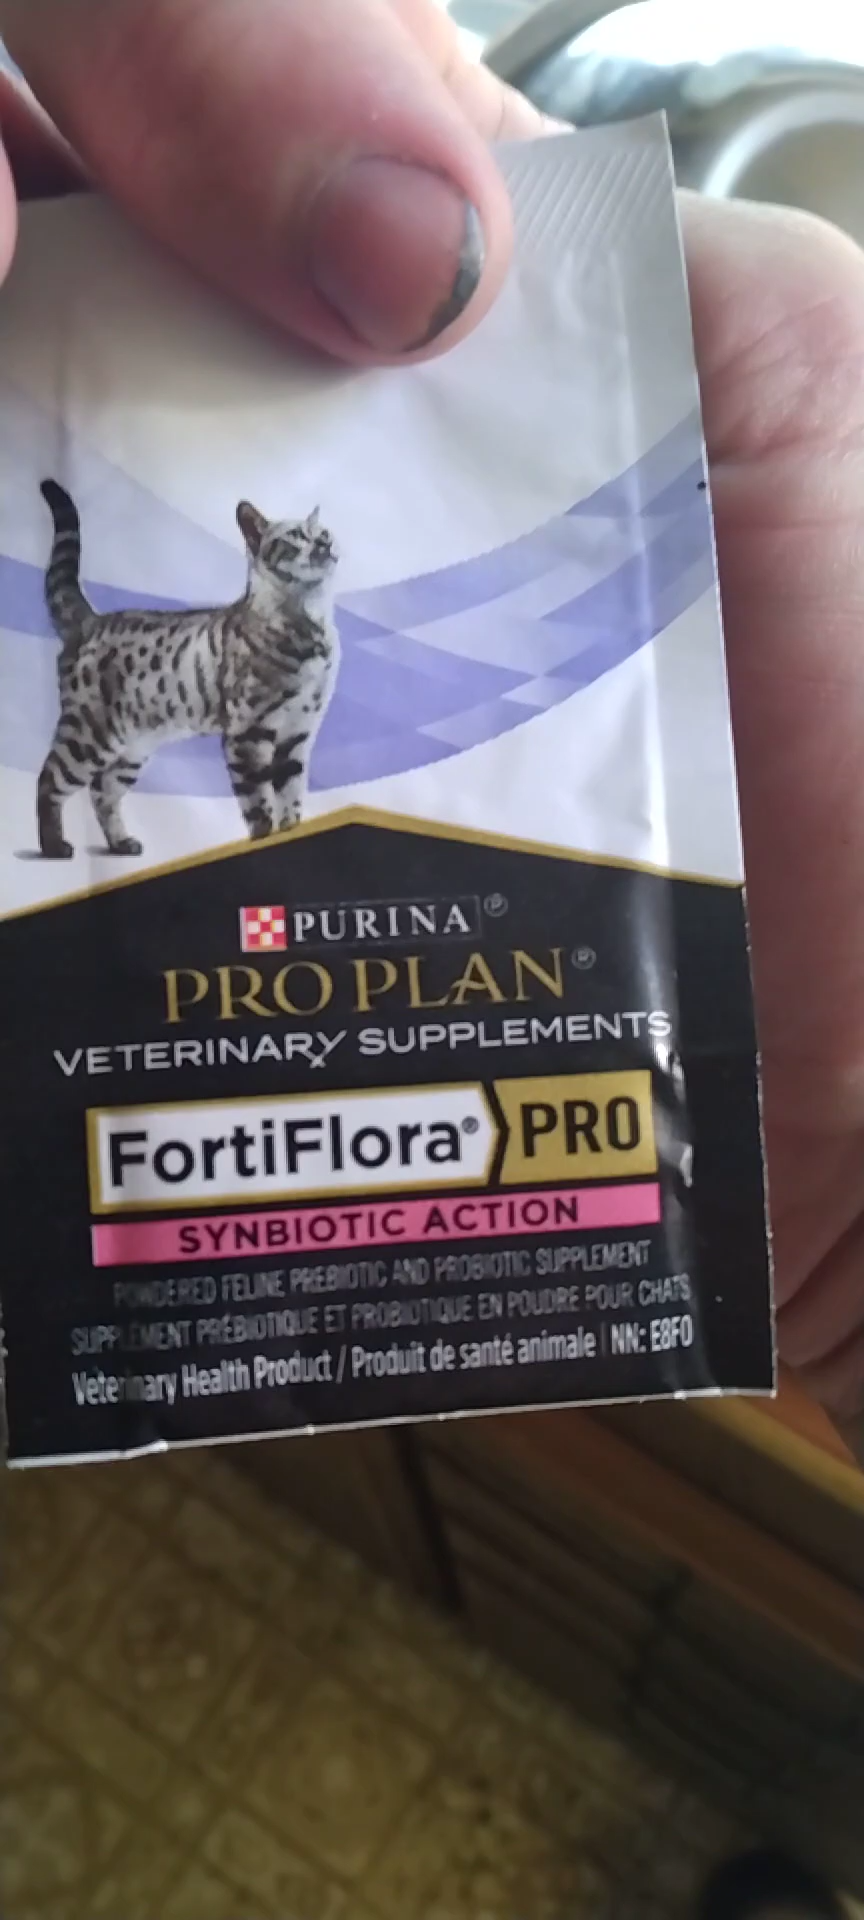 PURINA®
PRO PLAN®
VETERINARY SUPPLEMENTS
FortiFlora® PRO
SYNBIOTIC ACTION
POWDERED FELINE PREBIOTIC AND PROBIOTIC SUPPLEMENT
SUPPLÉMENT PRÉBIOTIQUE ET PROBIOTIQUE EN POUDRE POUR CHATS
Veterinary Health Product / Produit de santé animale | NN: E8F0